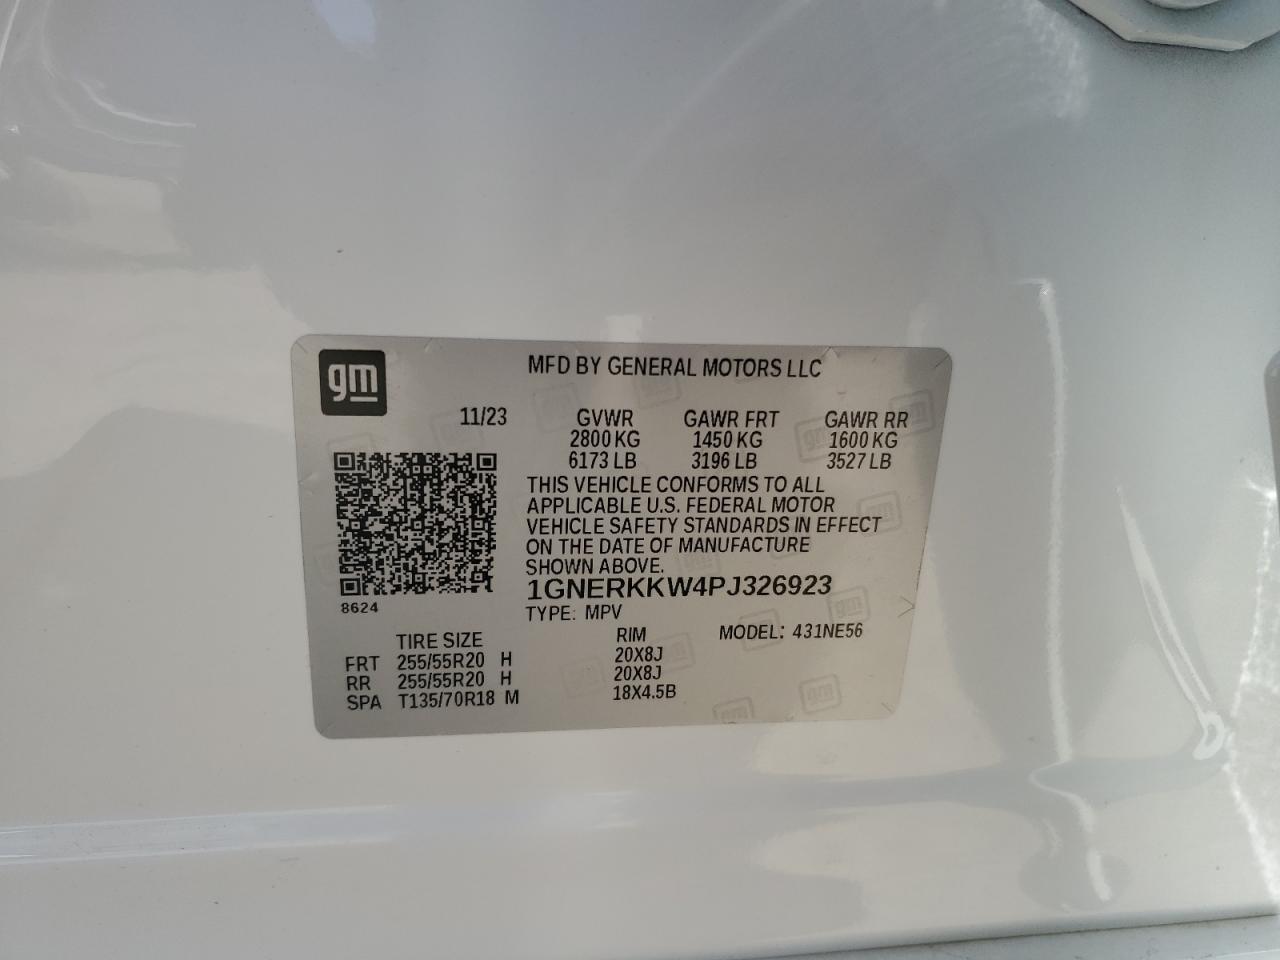 gm
MFD BY GENERAL MOTORS LLC
11/23 GVWR GAWR FRT GAWR RR
2800 KG 1450 KG 1600 KG
6173 LB 3196 LB 3527 LB
THIS VEHICLE CONFORMS TO ALL
APPLICABLE U.S. FEDERAL MOTOR
VEHICLE SAFETY STANDARDS IN EFFECT
ON THE DATE OF MANUFACTURE
SHOWN ABOVE.
1GNERKKW4PJ326923
8624
TYPE: MPV
TIRE SIZE RIM MODEL: 431NE56
FRT 255/55R20 H 20X8J
RR 255/55R20 H 20X8J
SPA T135/70R18 M 18X4.5B